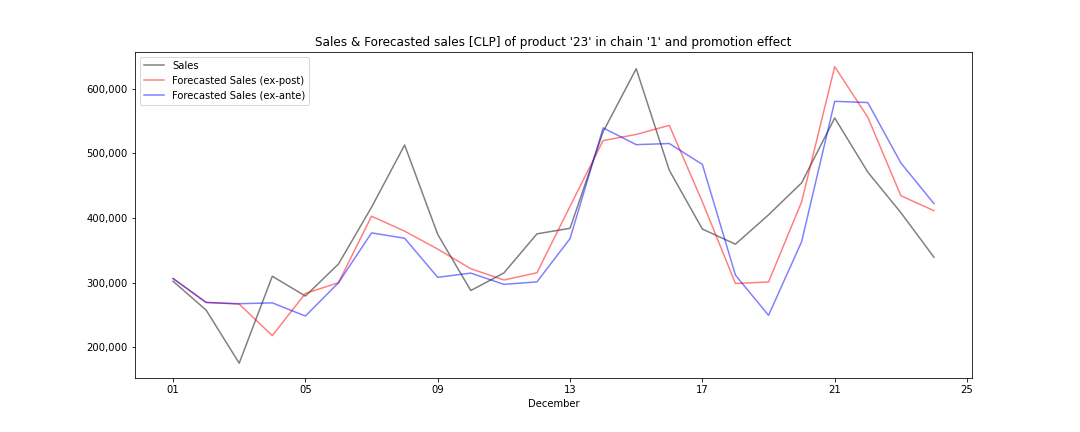 Sales & Forecasted sales [CLP] of product '23' in chain '1' and promotion effect
Sales
Forecasted Sales (ex-post)
Forecasted Sales (ex-ante)
600,000
500,000
400,000
300,000
200,000
01 05 09 13 17 21 25
December